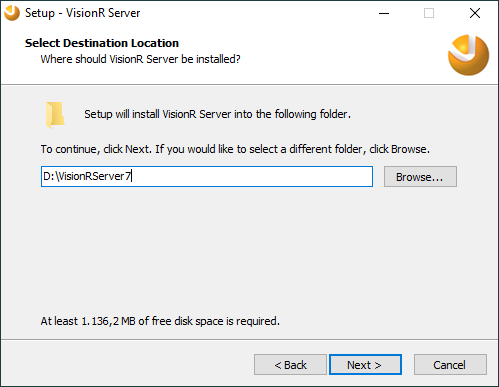 Setup - VisionR Server
Select Destination Location
Where should VisionR Server be installed?
Setup will install VisionR Server into the following folder.
To continue, click Next. If you would like to select a different folder, click Browse.
D:\VisionRServer7
Browse...
At least 1.136,2 MB of free disk space is required.
< Back
Next >
Cancel